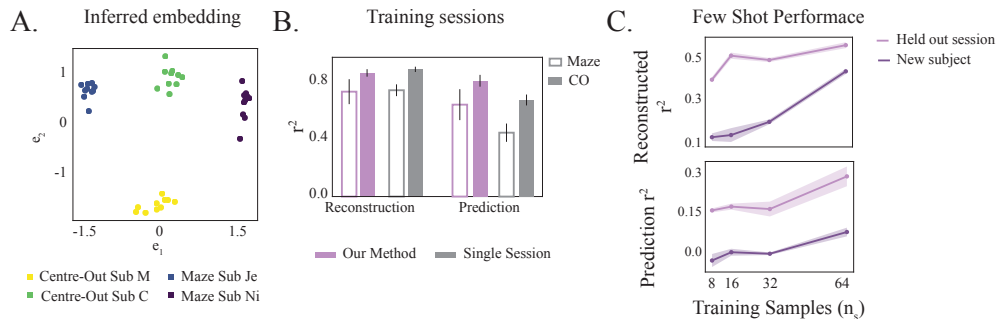 A.
Inferred embedding
e2
1
0
-1
-1.5
0
1.5
e1
Centre-Out Sub M
Maze Sub Je
Centre-Out Sub C
Maze Sub Ni
B.
Training sessions
r2
0.8
0.4
0.0
Maze
CO
Reconstruction
Prediction
Our Method
Single Session
C.
Few Shot Performace
Held out session
New subject
Reconstructed
r2
0.5
0.3
0.1
Prediction r2
0.3
0.15
0.0
8
16
32
64
Training Samples (ns)